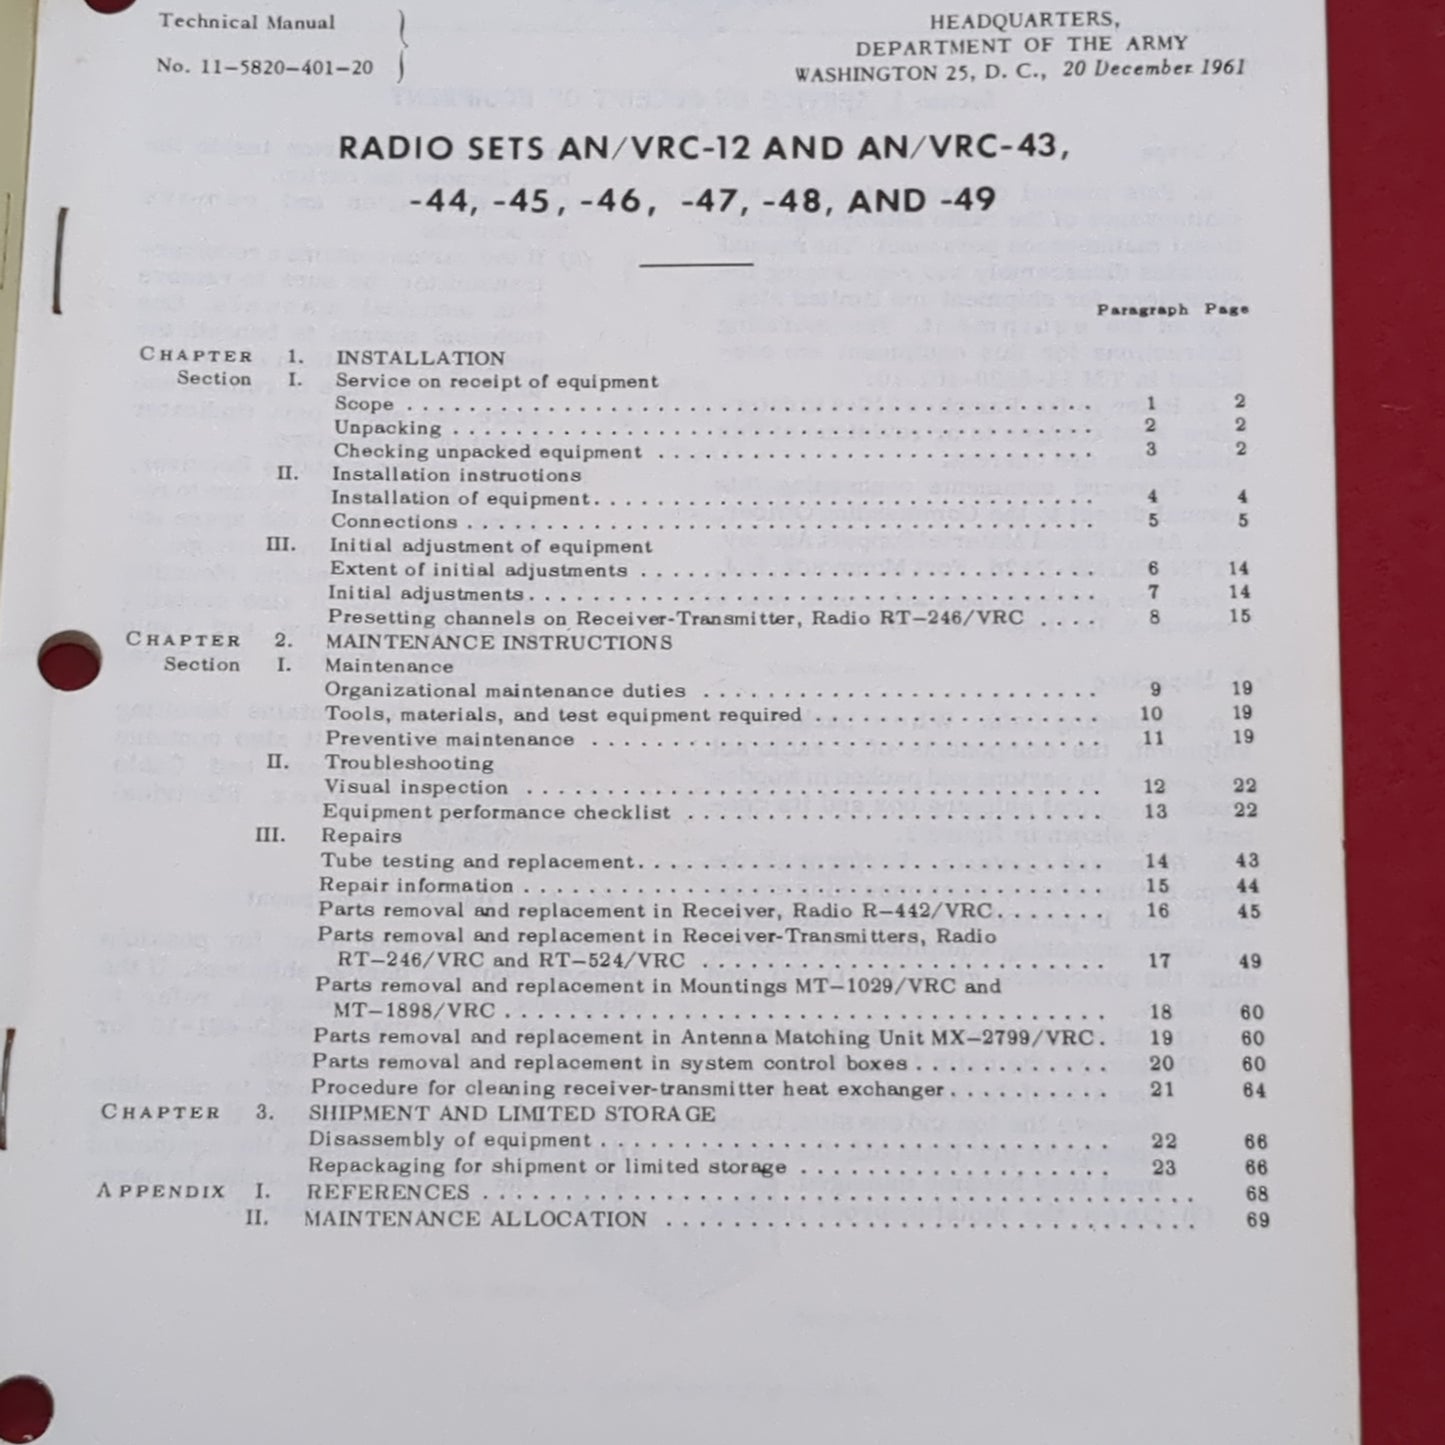 Technical Manual
No. 11-5820-401-20
HEADQUARTERS,
DEPARTMENT OF THE ARMY
WASHINGTON 25, D. C., 20 December 1961
RADIO SETS AN/VRC-12 AND AN/VRC-43,
-44, -45, -46, -47, -48, AND -49
Paragraph Page
CHAPTER 1. INSTALLATION
Section I. Service on receipt of equipment
Scope . . . . . . . . . . 1 2
Unpacking . . . . . . . . . . 2 2
Checking unpacked equipment . . . . . . . . . . 3 2
II. Installation instructions
Installation of equipment. . . . . . . . . . 4 4
Connections . . . . . . . . . . 5 5
III. Initial adjustment of equipment
Extent of initial adjustments . . . . . . . . . . 6 14
Initial adjustments. . . . . . . . . . 7 14
Presetting channels on Receiver-Transmitter, Radio RT-246/VRC . . . . 8 15
CHAPTER 2. MAINTENANCE INSTRUCTIONS
Section I. Maintenance
Organizational maintenance duties . . . . . . . . . . 9 19
Tools, materials, and test equipment required . . . . . . . . . . 10 19
Preventive maintenance . . . . . . . . . . 11 19
II. Troubleshooting
Visual inspection . . . . . . . . . . 12 22
Equipment performance checklist . . . . . . . . . . 13 22
III. Repairs
Tube testing and replacement. . . . . . . . . . 14 43
Repair information . . . . . . . . . . 15 44
Parts removal and replacement in Receiver, Radio R-442/VRC. . . . . . . 16 45
Parts removal and replacement in Receiver-Transmitters, Radio
RT-246/VRC and RT-524/VRC . . . . . . . . . . 17 49
Parts removal and replacement in Mountings MT-1029/VRC and
MT-1898/VRC . . . . . . . . . . 18 60
Parts removal and replacement in Antenna Matching Unit MX-2799/VRC . 19 60
Parts removal and replacement in system control boxes . . . . . . . . . . 20 60
Procedure for cleaning receiver-transmitter heat exchanger. . . . . . . . . . 21 64
CHAPTER 3. SHIPMENT AND LIMITED STORAGE
Disassembly of equipment . . . . . . . . . . 22 66
Repackaging for shipment or limited storage . . . . . . . . . . 23 66
APPENDIX I. REFERENCES . . . . . . . . . . 68
II. MAINTENANCE ALLOCATION . . . . . . . . . . 69